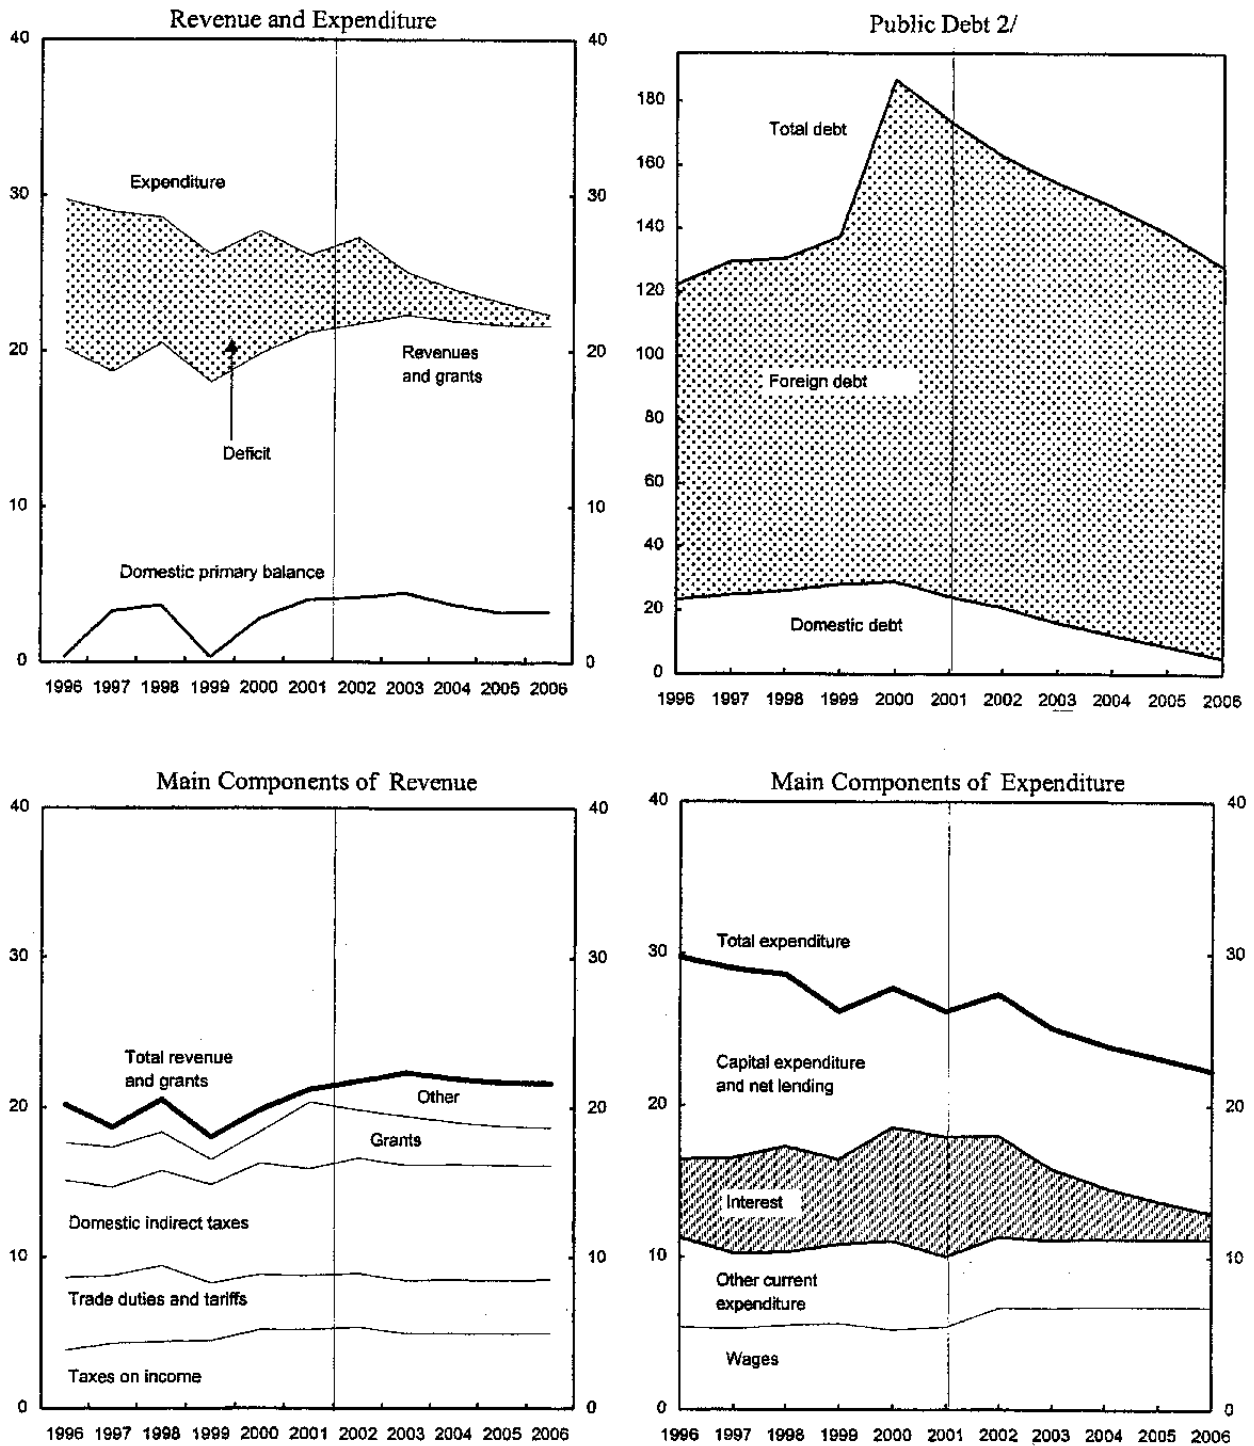 Revenue and Expenditure
40 40
Expenditure
30 30
20 20
Revenues
and grants
Deficit
10 10
Domestic primary balance
0 0
1996 1997 1998 1999 2000 2001 2002 2003 2004 2005 2006
Public Debt 2/
180
Total debt
160
140
120
100
Foreign debt
80
60
40
20
Domestic debt
0
1996 1997 1998 1999 2000 2001 2002 2003 2004 2005 2006
Main Components of Revenue
40 40
30 30
Total revenue
and grants
Other
20 20
Grants
Domestic indirect taxes
10 10
Trade duties and tariffs
Taxes on income
0 0
1996 1997 1998 1999 2000 2001 2002 2003 2004 2005 2006
Main Components of Expenditure
40 40
Total expenditure
30 30
Capital expenditure
and net lending
20 20
Interest
10 10
Other current
expenditure
Wages
0 0
1996 1997 1998 1999 2000 2001 2002 2003 2004 2005 2006